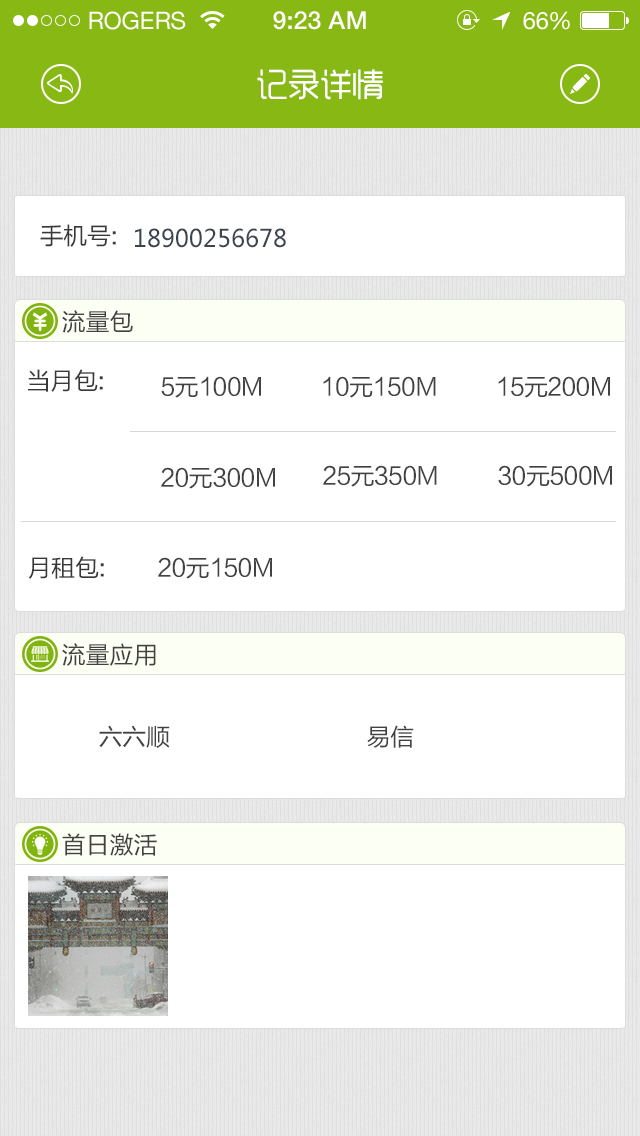 ROGERS 9:23 AM 66%
记录详情
手机号: 18900256678
流量包
当月包: 5元100M 10元150M 15元200M
20元300M 25元350M 30元500M
月租包: 20元150M
流量应用
六六顺 易信
首日激活